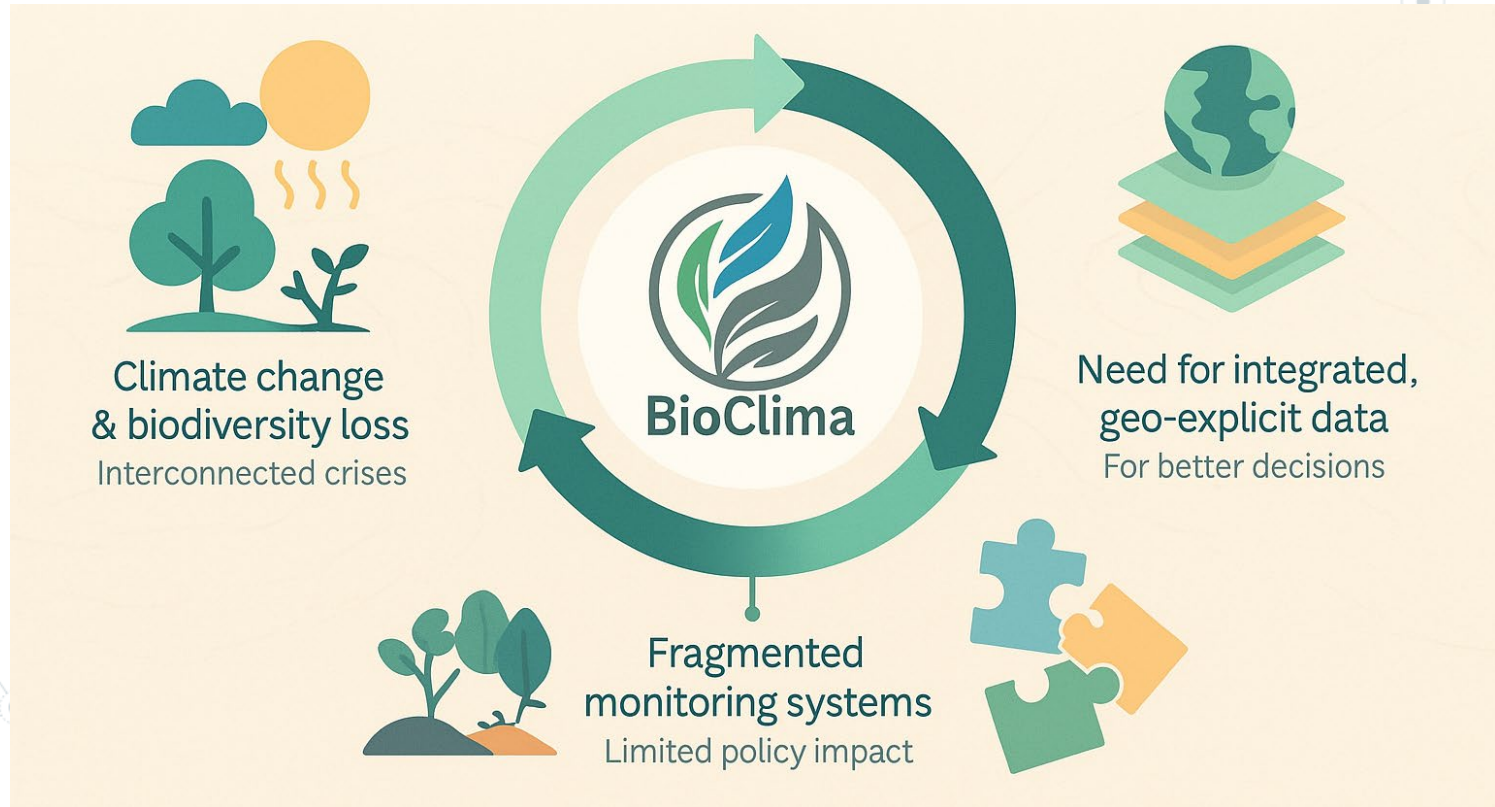 Climate change
& biodiversity loss
Interconnected crises
BioClima
Need for integrated,
geo-explicit data
For better decisions
Fragmented
monitoring systems
Limited policy impact